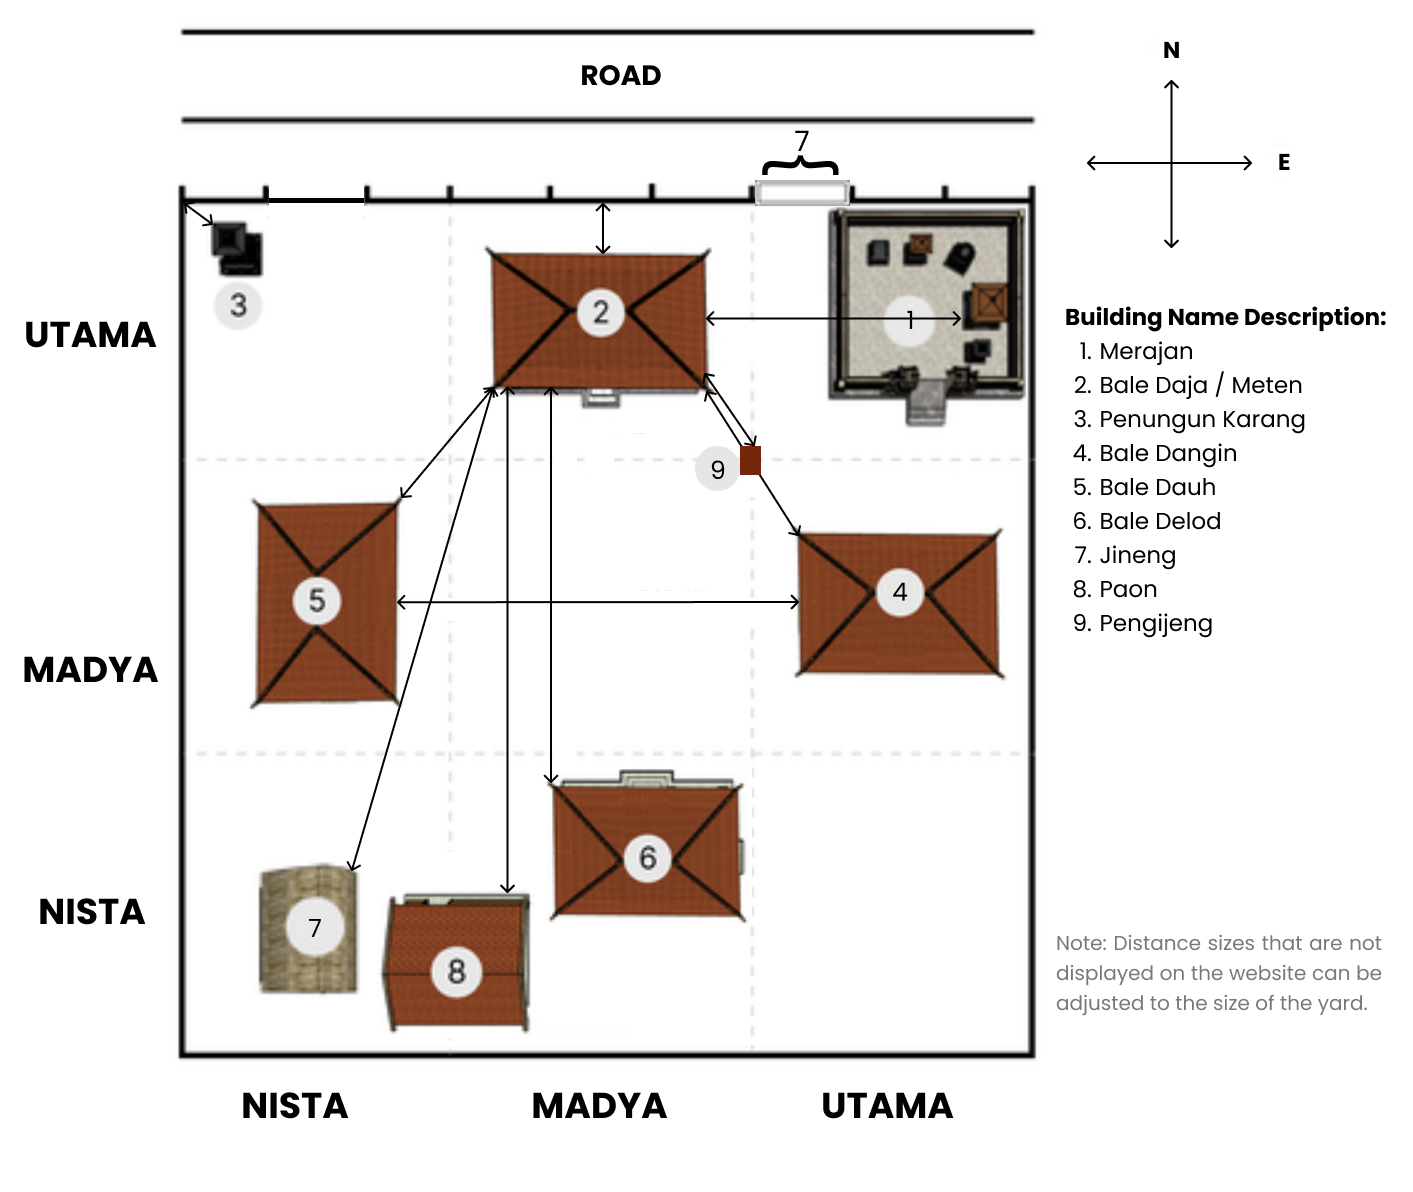 N
ROAD
7
E
3
2
1
UTAMA
Building Name Description:
1. Merajan
2. Bale Daja / Meten
3. Penungun Karang
4. Bale Dangin
5. Bale Dauh
6. Bale Delod
7. Jineng
8. Paon
9. Pengijeng
9
5
4
MADYA
6
NISTA
7
8
Note: Distance sizes that are not
displayed on the website can be
adjusted to the size of the yard.
NISTA
MADYA
UTAMA